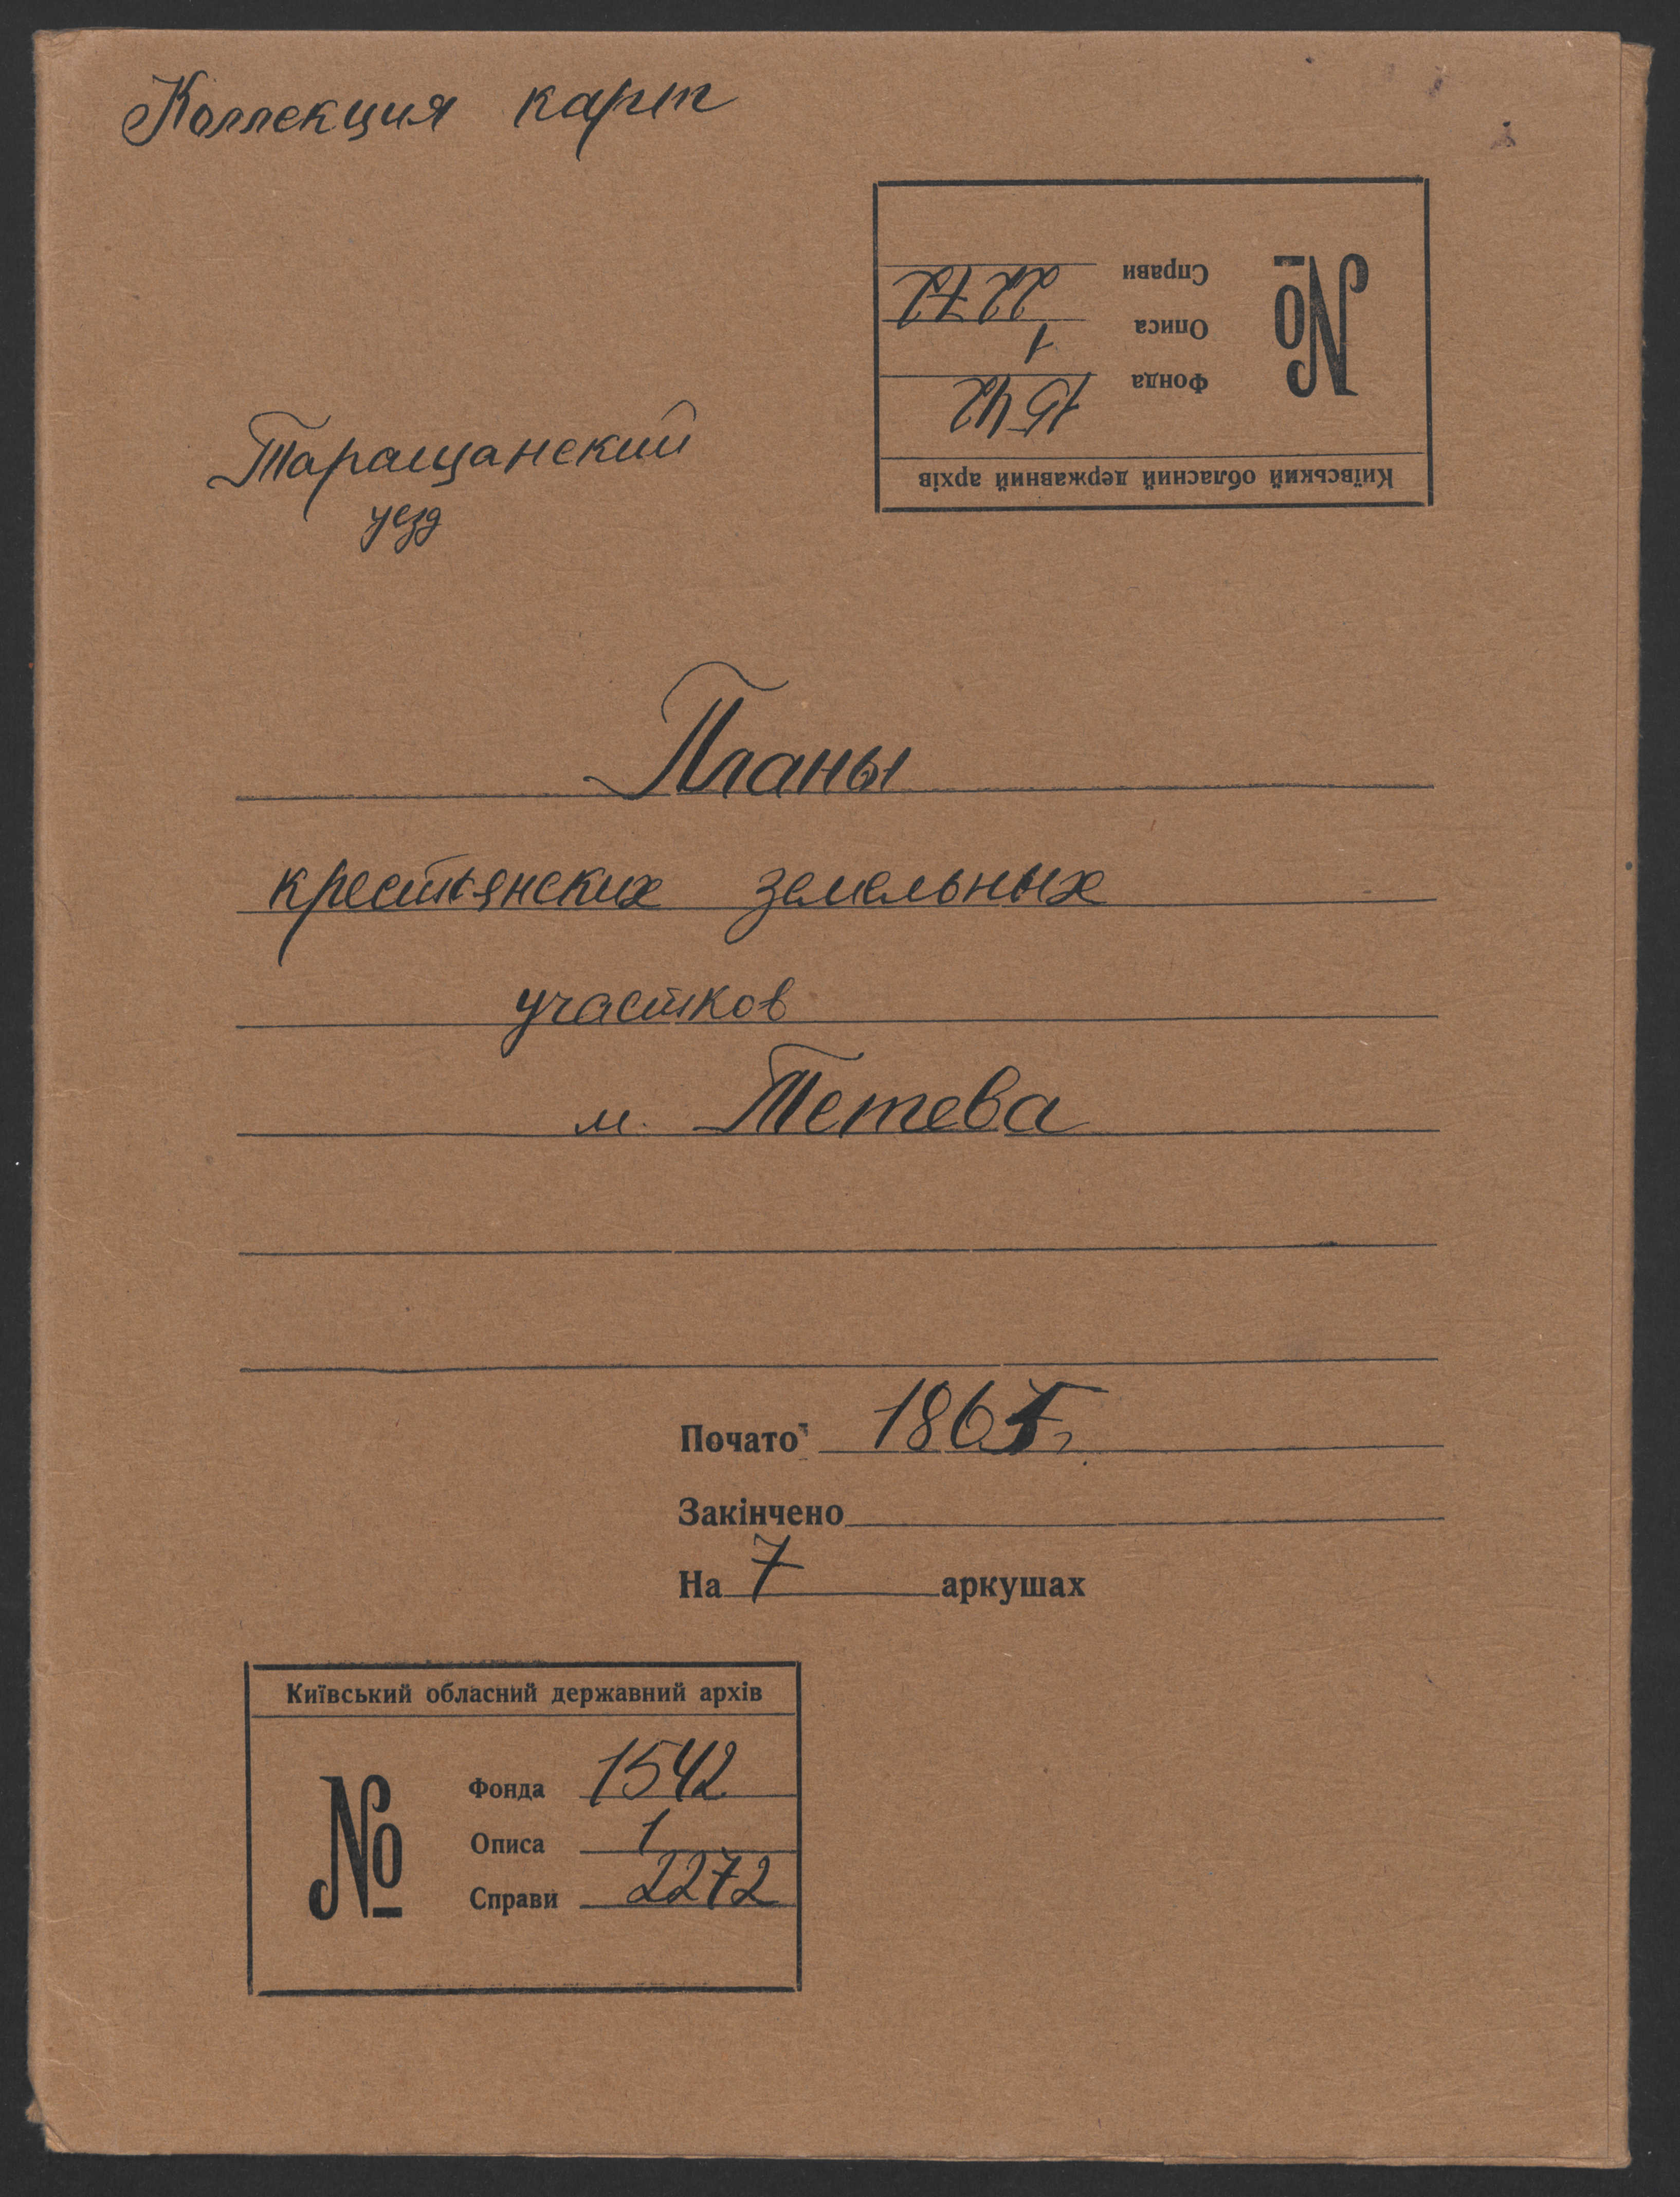 Коллекция карт
Київський обласний державний архів
№
Фонда 1542
Описа 1
Справи 2272
Таращанский
уезд
Планы
крестьянских земельных
участков
м. Тетева
Почато
Закінчено
На 7 аркушах
Київський обласний державний архів
№
Фонда 1542
Описа 1
Справи 2272